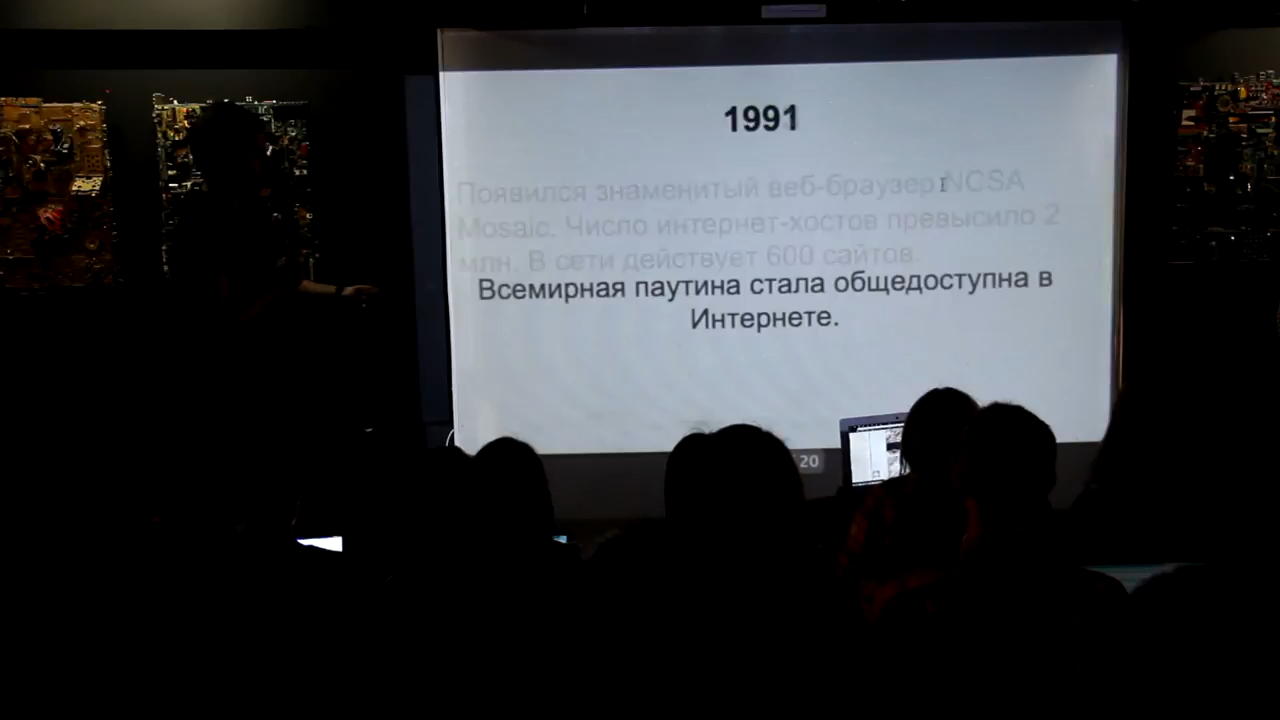 1991
Появился знаменитый веб-браузер NCSA
Mosaic. Число интернет-хостов превысило 2
млн. В сети действует 600 сайтов.
Всемирная паутина стала общедоступна в
Интернете.
20